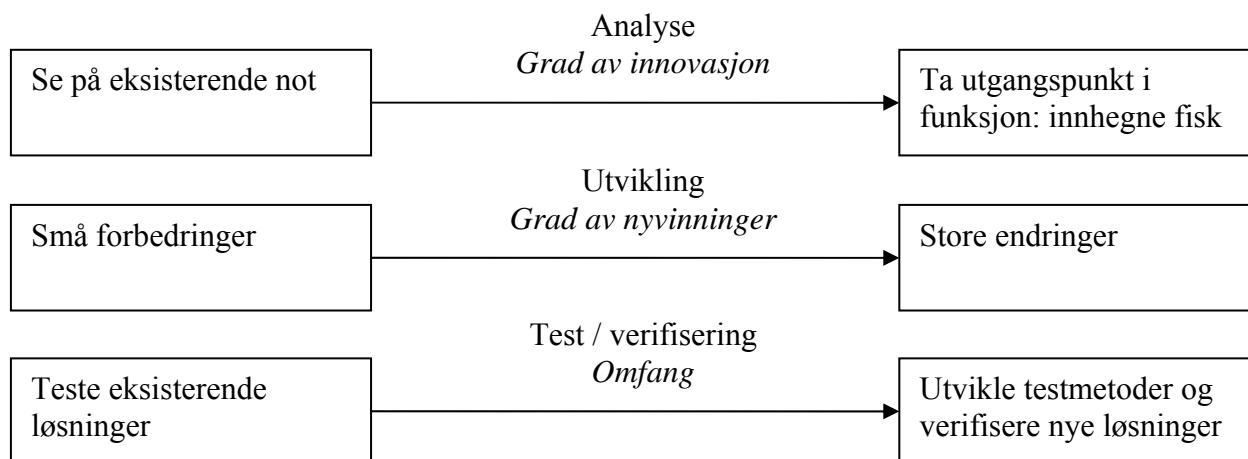 Analyse
Grad av innovasjon
Se på eksisterende not
Ta utgangspunkt i
funksjon: innhegne fisk
Utvikling
Grad av nyvinninger
Små forbedringer
Store endringer
Test / verifisering
Omfang
Teste eksisterende
løsninger
Utvikle testmetoder og
verifisere nye løsninger